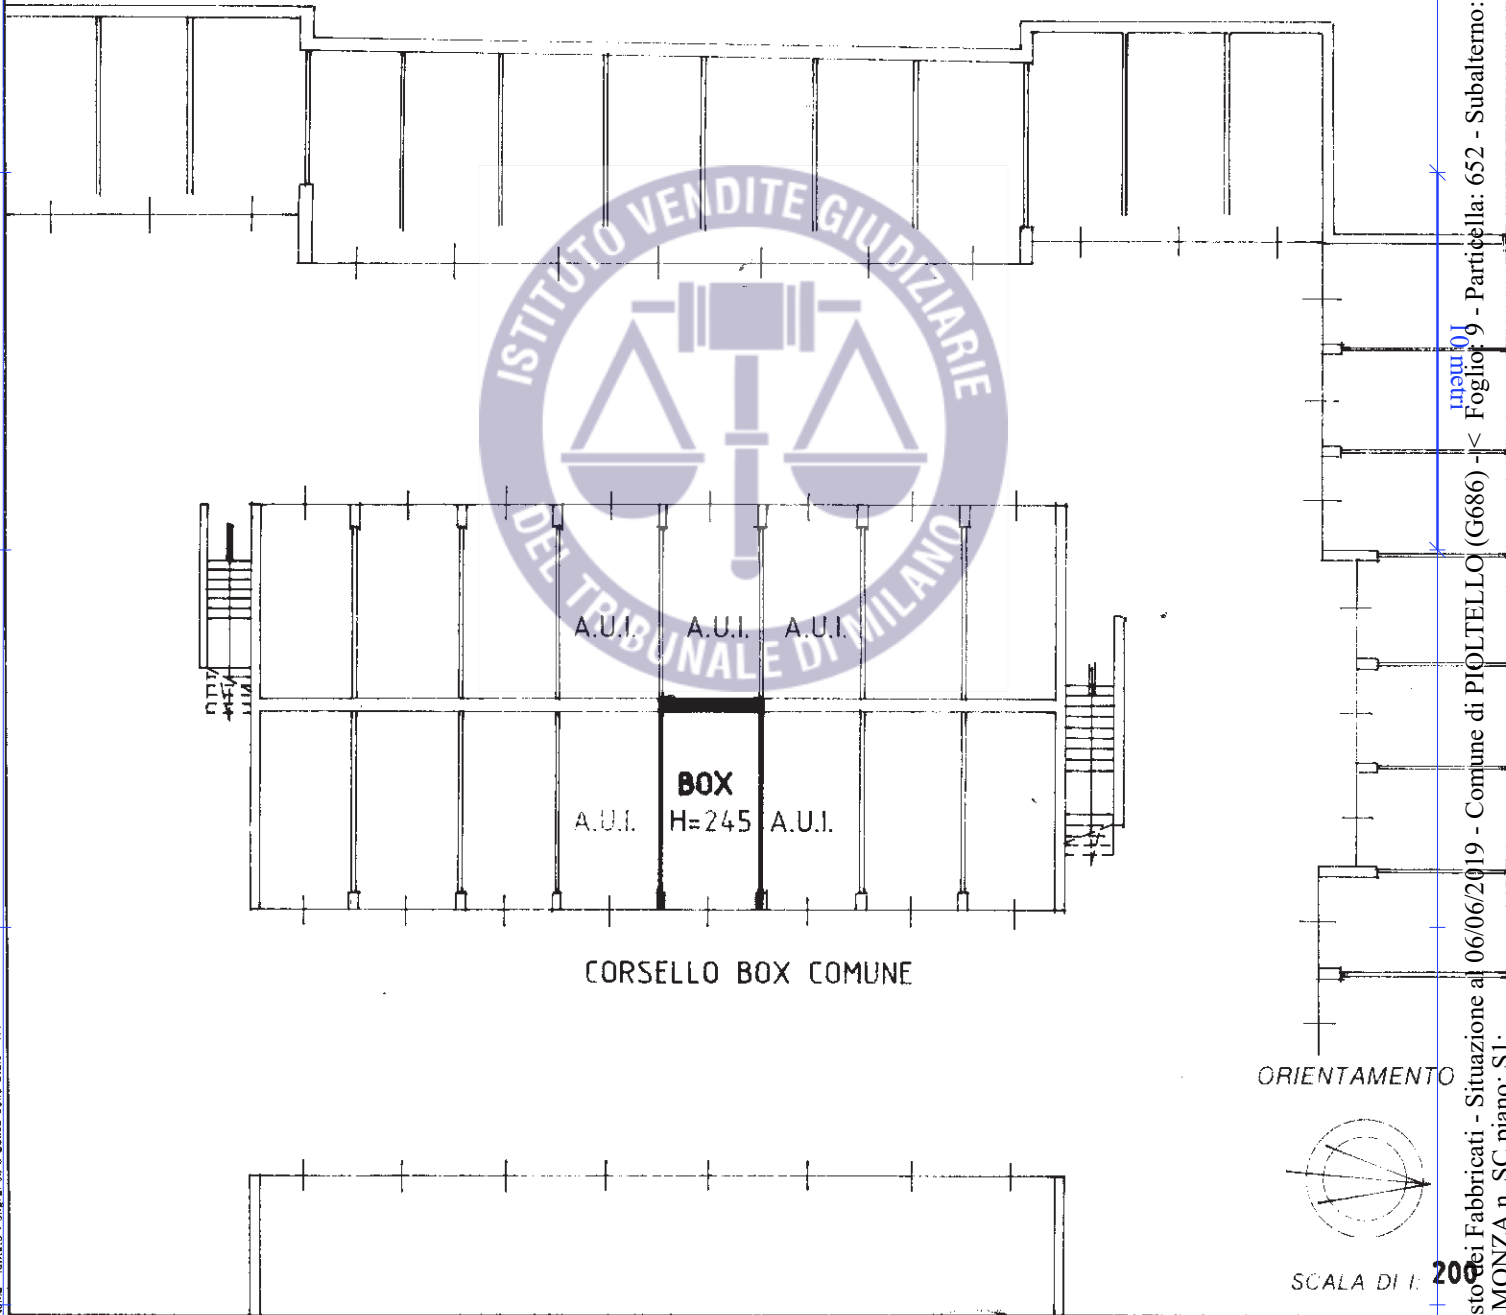 ISTITUTO VENDITE GIUDIZIARIE
DEL TRIBUNALE DI MILANO
A.U.I. A.U.I. A.U.I.
BOX
A.U.I. H=245 A.U.I.
CORSELLO BOX COMUNE
ORIENTAMENTO
SCALA DI 1: 200
10 metri
sto dei Fabbricati - Situazione al 06/06/2019 - Comune di PIOLTELLO (G686) - < Foglio: 9 - Particella: 652 - Subalterno:
MONZA n. SC piano: S1;